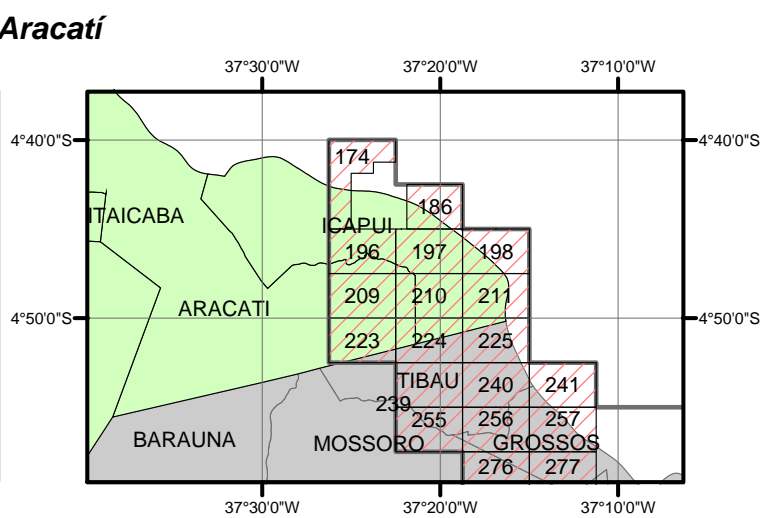 Aracatí
37°30'0"W 37°20'0"W 37°10'0"W
4°40'0"S 4°40'0"S
174
186
ITAICABA
ICAPUI
196 197 198
209 210 211
ARACATI
4°50'0"S 4°50'0"S
223 224 225
TIBAU 240 241
239
255 256 257
BARAUNA MOSSORO GROSSOS
276 277
37°30'0"W 37°20'0"W 37°10'0"W